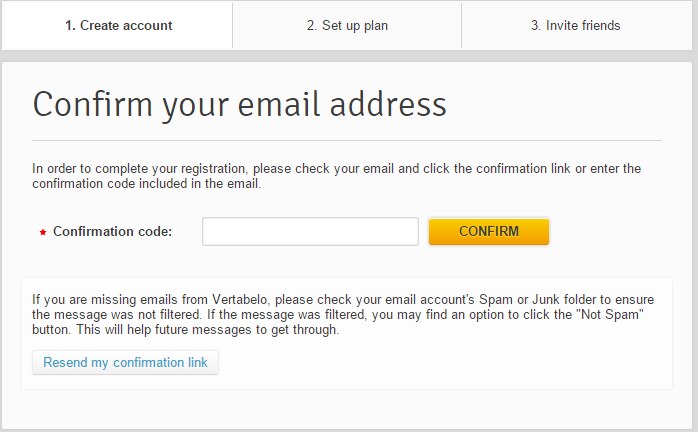 1. Create account
2. Set up plan
3. Invite friends
Confirm your email address
In order to complete your registration, please check your email and click the confirmation link or enter the
confirmation code included in the email.
* Confirmation code:
CONFIRM
If you are missing emails from Vertabelo, please check your email account's Spam or Junk folder to ensure
the message was not filtered. If the message was filtered, you may find an option to click the "Not Spam"
button. This will help future messages to get through.
Resend my confirmation link